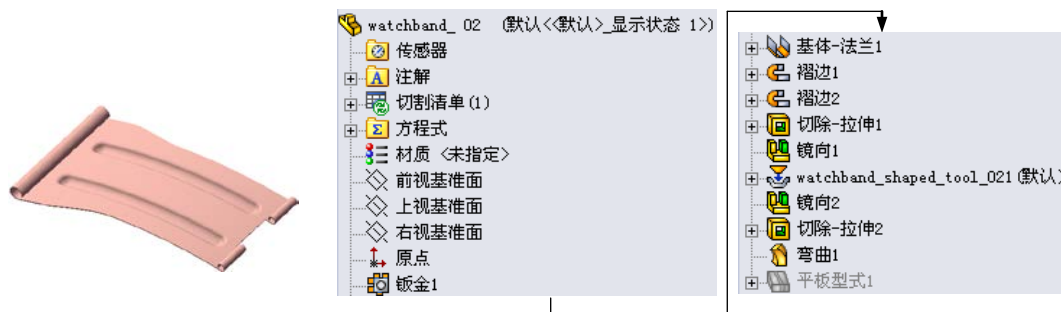 watchband_ 02 (默认<<默认>_显示状态 1>)
传感器
注解
切割清单(1)
方程式
材质 <未指定>
前视基准面
上视基准面
右视基准面
原点
钣金1
基体-法兰1
褶边1
褶边2
切除-拉伸1
镜向1
watchband_shaped_tool_021(默认)
镜向2
切除-拉伸2
弯曲1
平板型式1